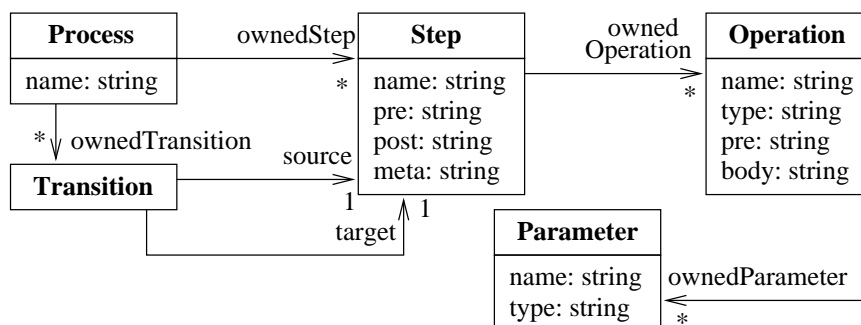 Process
name: string
ownedStep
*
Step
name: string
pre: string
post: string
meta: string
owned
Operation
*
Operation
name: string
type: string
pre: string
body: string
*
ownedTransition
Transition
source
1
target
1
Parameter
name: string
type: string
ownedParameter
*